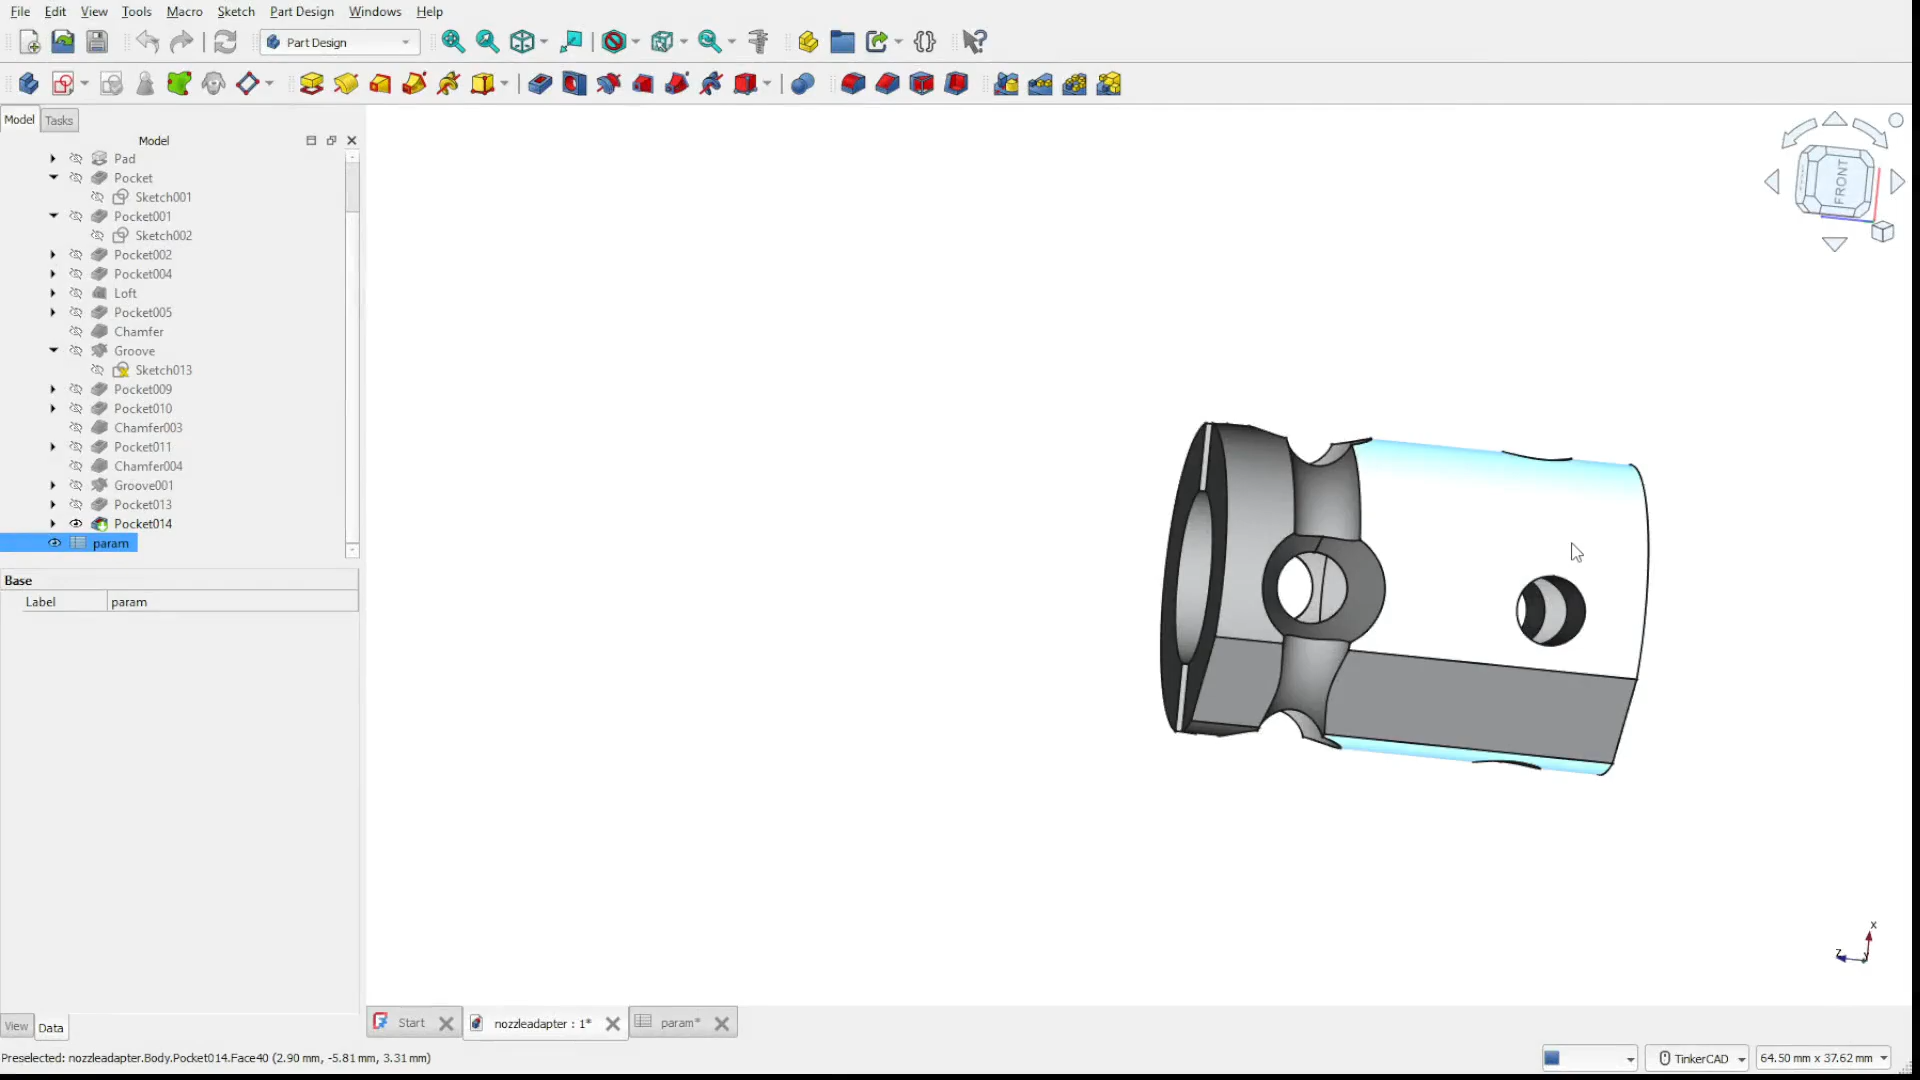 File Edit View Tools Macro Sketch Part Design Windows Help
Part Design
Model Tasks
Model
Pad
Pocket
Sketch001
Pocket001
Sketch002
Pocket002
Pocket004
Loft
Pocket005
Chamfer
Groove
Sketch013
Pocket009
Pocket010
Chamfer003
Pocket011
Chamfer004
Groove001
Pocket013
Pocket014
param
Base
Label param
FRONT
X
Z
View Data
Start nozzleadapter : 1* param*
Preselected: nozzleadapter.Body.Pocket014.Face40 (2.90 mm, -5.81 mm, 3.31 mm)
TinkerCAD 64.50 mm x 37.62 mm